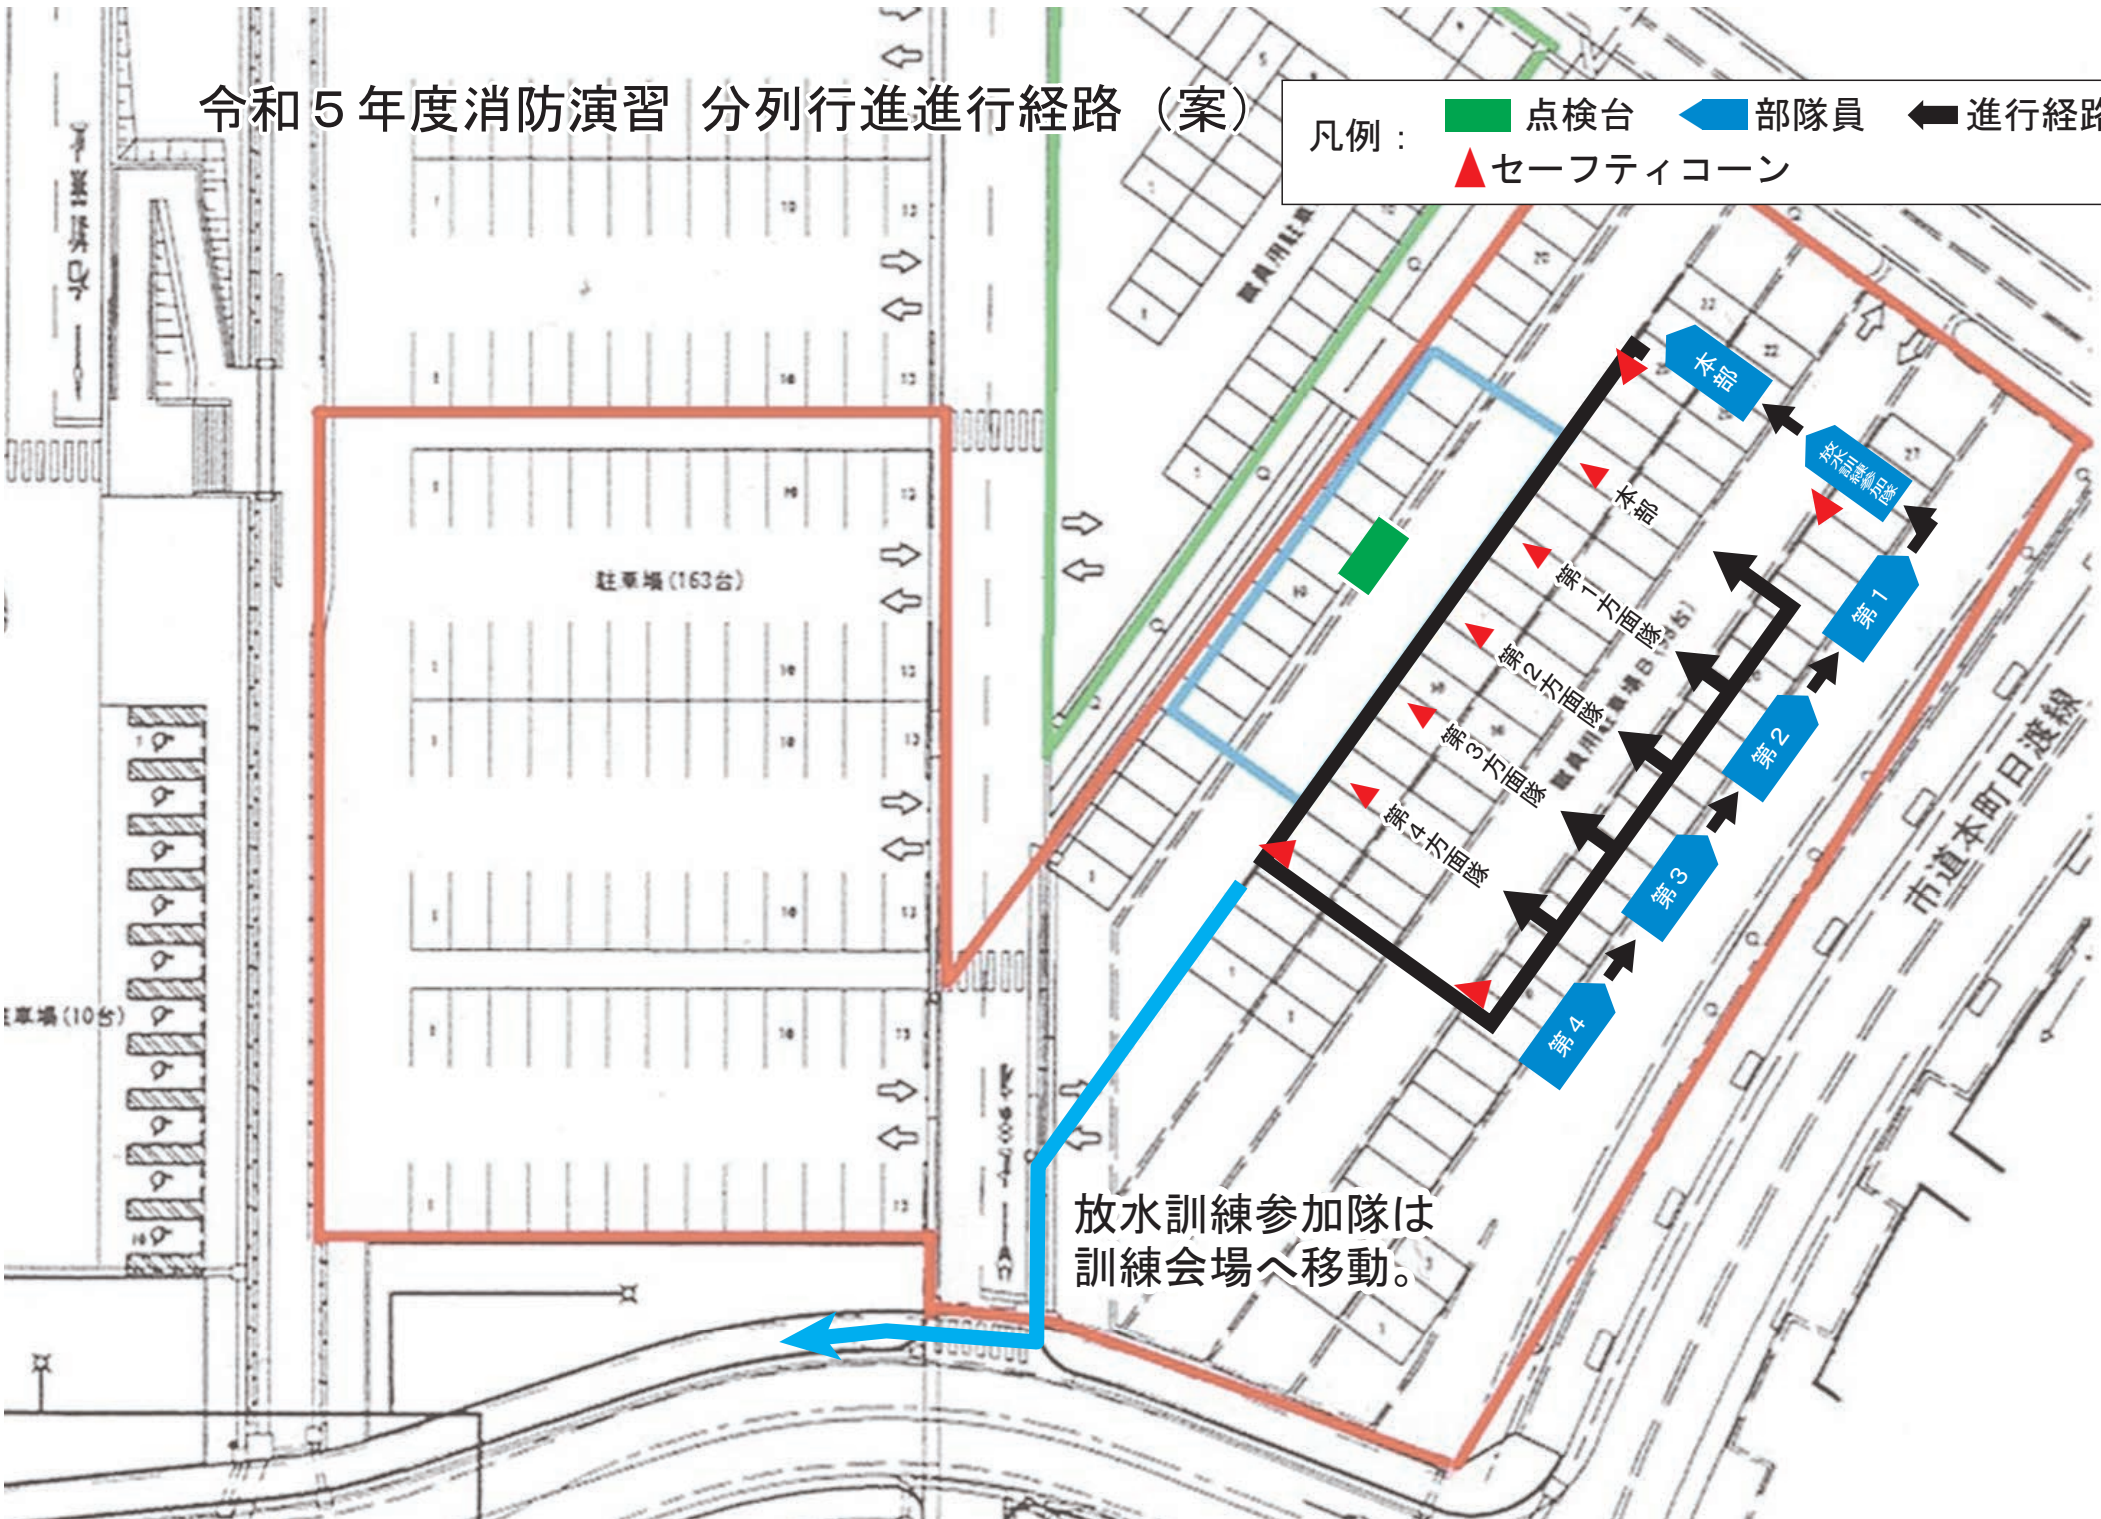 令和５年度消防演習 分列行進進行経路（案）
凡例： 点検台 部隊員 進行経路
セーフティコーン
駐車場(163台)
本部
放水訓練参加隊
第1
第2
第3
第4
本部
第1方面隊
第2方面隊
第3方面隊
第4方面隊
市道本町日渡線
車場(10台)
放水訓練参加隊は
訓練会場へ移動。